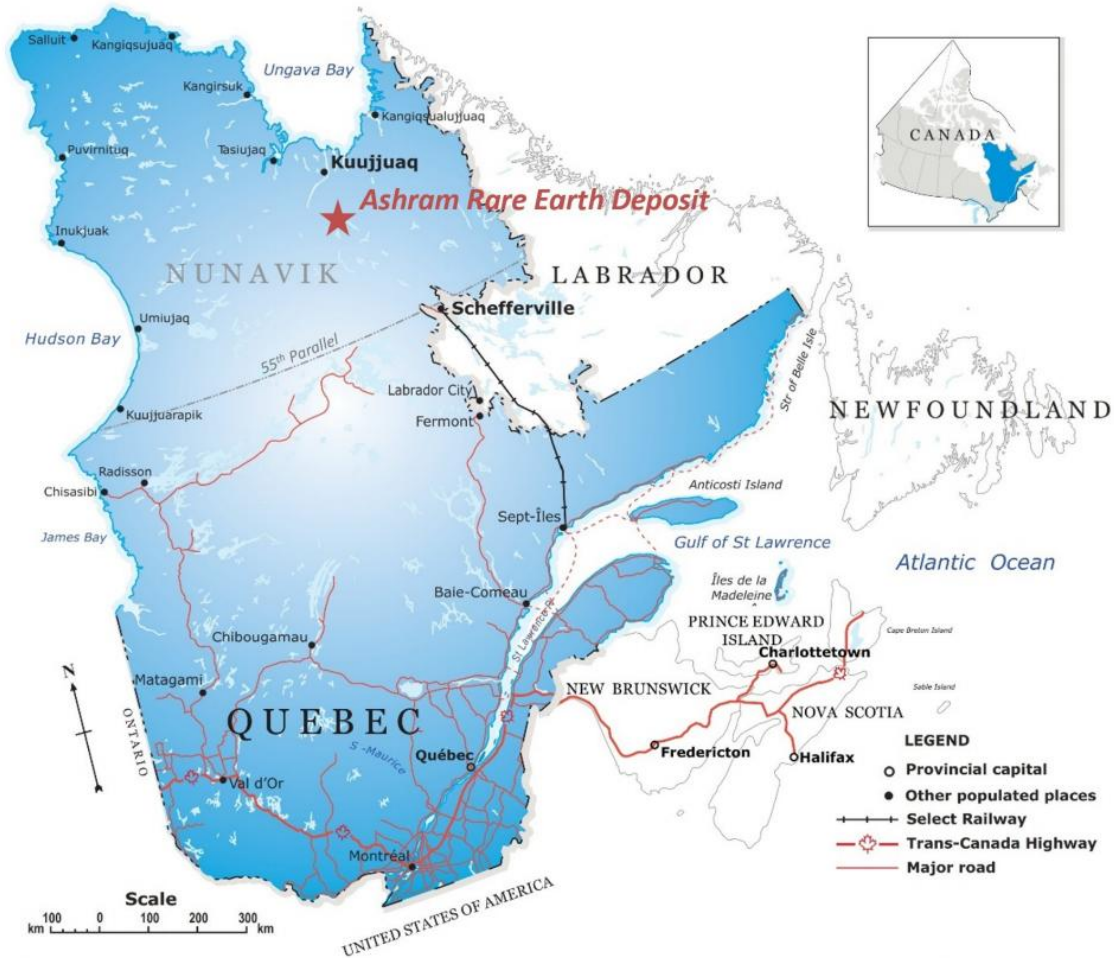 Salluit
Kangiqsujuaq
Ungava Bay
Kangirsuk
Kangiqsualujjuaq
Puvirnituq
Tasiujaq
Kuujjuaq
Ashram Rare Earth Deposit
CANADA
Inukjuak
NUNAVIK
LABRADOR
Schefferville
Umiujaq
Hudson Bay
55th Parallel
Str of Belle Isle
Labrador City
Kuujjuarapik
Fermont
NEWFOUNDLAND
Radisson
Chisasibi
Anticosti Island
Sept-Îles
James Bay
Gulf of St Lawrence
Atlantic Ocean
Îles de la
Madeleine
Baie-Comeau
St Lawrence R
PRINCE EDWARD
ISLAND
Cape Breton Island
Chibougamau
Charlottetown
N
Matagami
NEW BRUNSWICK
Sable Island
ONTARIO
QUEBEC
NOVA SCOTIA
S -Maurice
Québec
Fredericton
Halifax
Val d'Or
Montréal
UNITED STATES OF AMERICA
LEGEND
Provincial capital
Other populated places
Select Railway
Trans-Canada Highway
Major road
Scale
100 0 100 200 300
km km